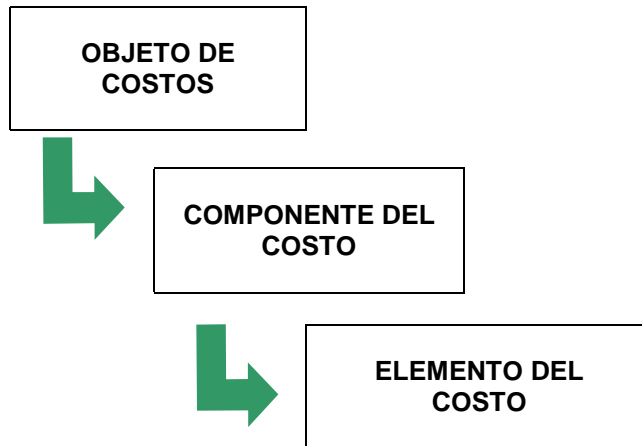 OBJETO DE
COSTOS
COMPONENTE DEL
COSTO
ELEMENTO DEL
COSTO